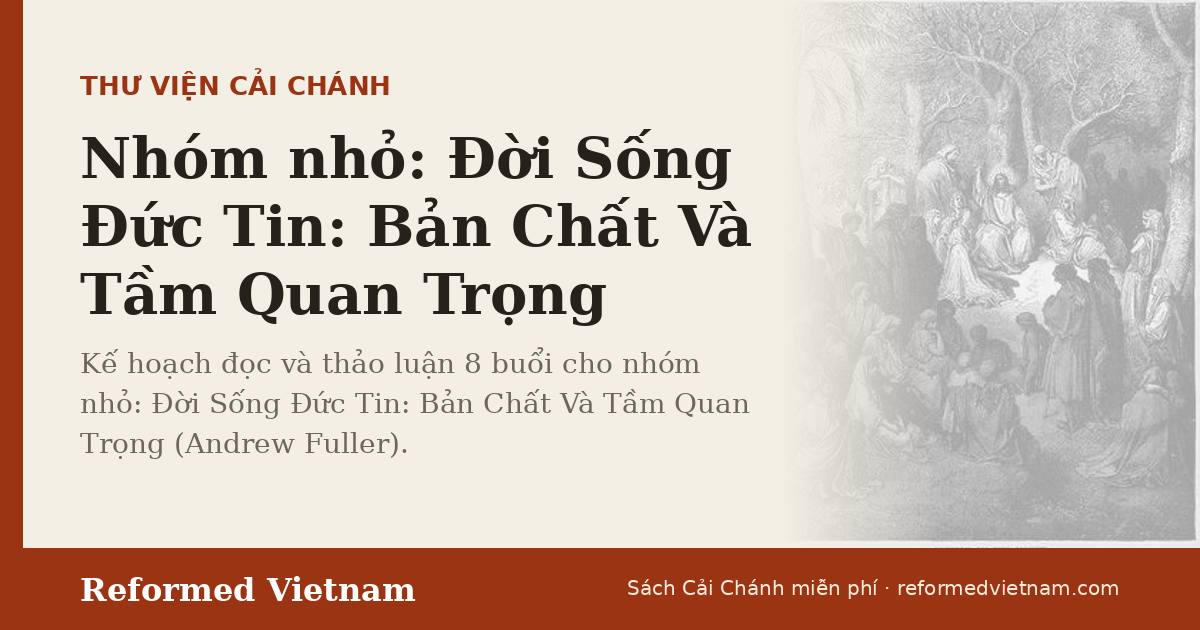 THƯ VIỆN CẢI CHÁNH
Nhóm nhỏ: Đời Sống
Đức Tin: Bản Chất Và
Tầm Quan Trọng
Kế hoạch đọc và thảo luận 8 buổi cho nhóm
nhỏ: Đời Sống Đức Tin: Bản Chất Và Tầm Quan
Trọng (Andrew Fuller).
Reformed Vietnam
Sách Cải Chánh miễn phí · reformedvietnam.com